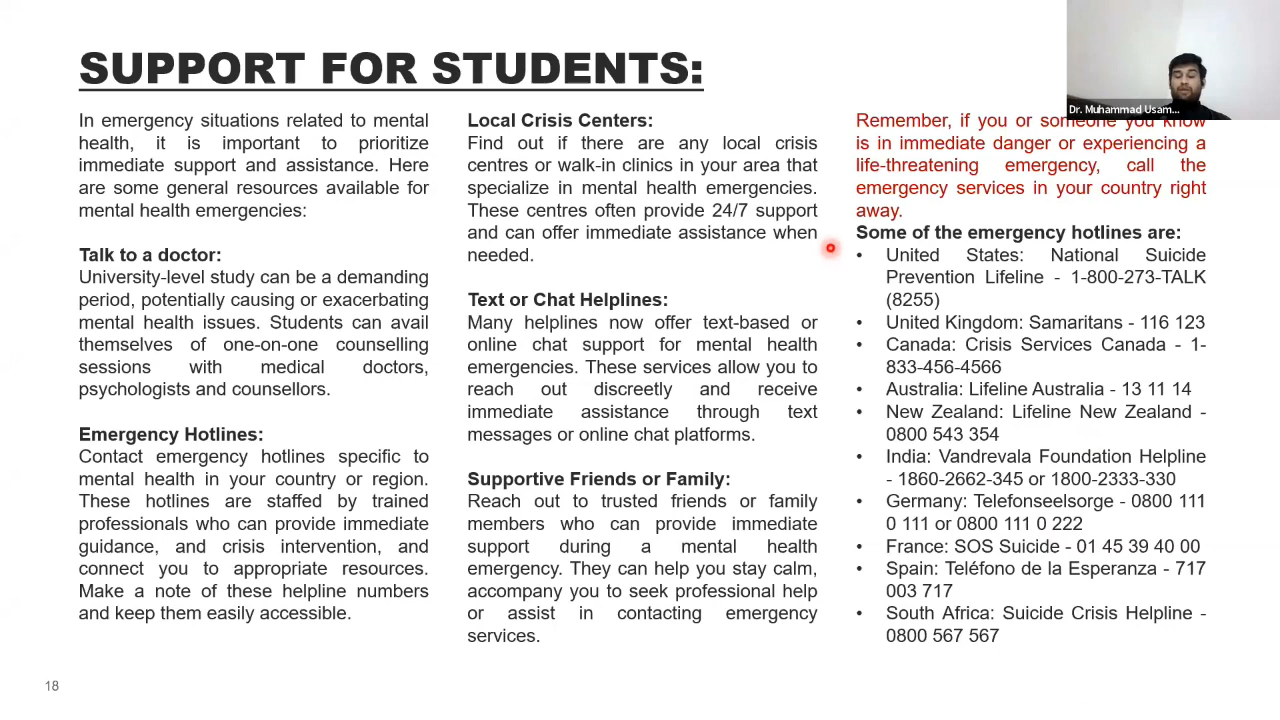 SUPPORT FOR STUDENTS:
In emergency situations related to mental
health, it is important to prioritize
immediate support and assistance. Here
are some general resources available for
mental health emergencies:
Talk to a doctor:
University-level study can be a demanding
period, potentially causing or exacerbating
mental health issues. Students can avail
themselves of one-on-one counselling
sessions with medical doctors,
psychologists and counsellors.
Emergency Hotlines:
Contact emergency hotlines specific to
mental health in your country or region.
These hotlines are staffed by trained
professionals who can provide immediate
guidance, and crisis intervention, and
connect you to appropriate resources.
Make a note of these helpline numbers
and keep them easily accessible.
Local Crisis Centers:
Find out if there are any local crisis
centres or walk-in clinics in your area that
specialize in mental health emergencies.
These centres often provide 24/7 support
and can offer immediate assistance when
needed.
Text or Chat Helplines:
Many helplines now offer text-based or
online chat support for mental health
emergencies. These services allow you to
reach out discreetly and receive
immediate assistance through text
messages or online chat platforms.
Supportive Friends or Family:
Reach out to trusted friends or family
members who can provide immediate
support during a mental health
emergency. They can help you stay calm,
accompany you to seek professional help
or assist in contacting emergency
services.
Dr. Muhammad Usam...
Remember, if you or someone you know
is in immediate danger or experiencing a
life-threatening emergency, call the
emergency services in your country right
away.
Some of the emergency hotlines are:
• United States: National Suicide
Prevention Lifeline - 1-800-273-TALK
(8255)
• United Kingdom: Samaritans - 116 123
• Canada: Crisis Services Canada - 1-
833-456-4566
• Australia: Lifeline Australia - 13 11 14
• New Zealand: Lifeline New Zealand -
0800 543 354
• India: Vandrevala Foundation Helpline
- 1860-2662-345 or 1800-2333-330
• Germany: Telefonseelsorge - 0800 111
0 111 or 0800 111 0 222
• France: SOS Suicide - 01 45 39 40 00
• Spain: Teléfono de la Esperanza - 717
003 717
• South Africa: Suicide Crisis Helpline -
0800 567 567
18